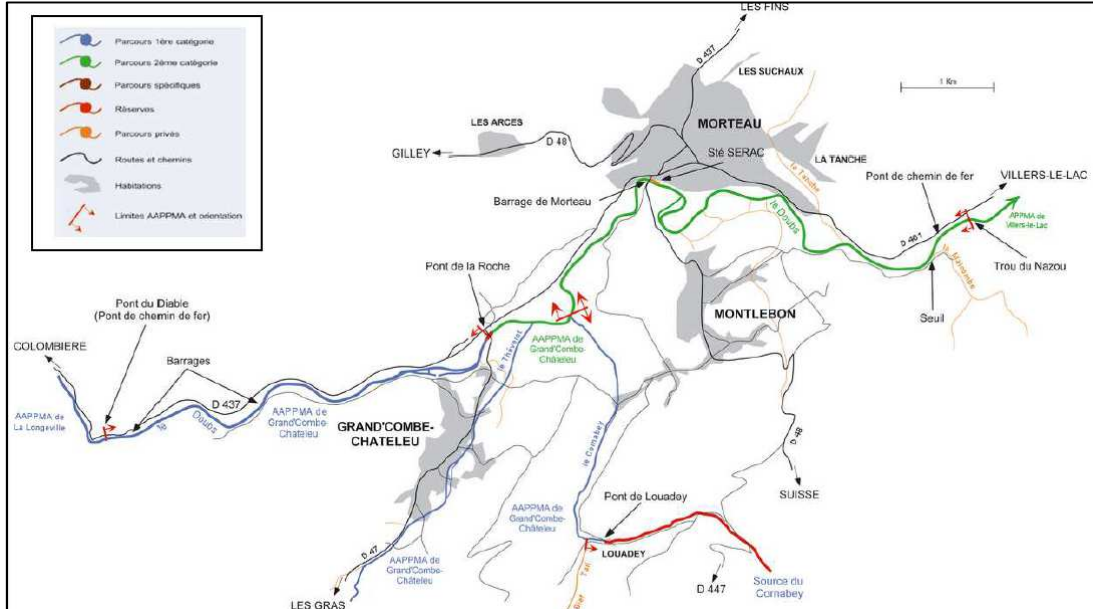 Parcours 1ère catégorie
Parcours 2ème catégorie
Parcours spécifiques
Réserves
Parcours privés
Routes et chemins
Habitations
Limites AAPPMA et orientation
LES FINS
D 437
LES SUCHAUX
1 Km
LES ARCES
D 48
GILLEY
MORTEAU
Sté SERAC
LA TANCHE
la Tanche
Pont de chemin de fer
VILLERS-LE-LAC
Barrage de Morteau
le Doubs
D 461
APPMA de
Villers-le-Lac
Trou du Nazou
Seuil
Pont de la Roche
MONTLEBON
Pont du Diable
(Pont de chemin de fer)
AAPPMA de
Grand'Combe-
Châteleu
le Théverot
COLOMBIERE
Barrages
D 437
AAPPMA de
La Longeville
le Doubs
AAPPMA de
Grand'Combe-
Chateleu
GRAND'COMBE-
CHATELEU
le Cornabey
D 48
SUISSE
AAPPMA de
Grand'Combe-
Châteleu
Pont de Louadey
LOUADEY
D 47
AAPPMA de
Grand'Combe-
Châteleu
LES GRAS
Bief
D 447
Source du
Cornabey